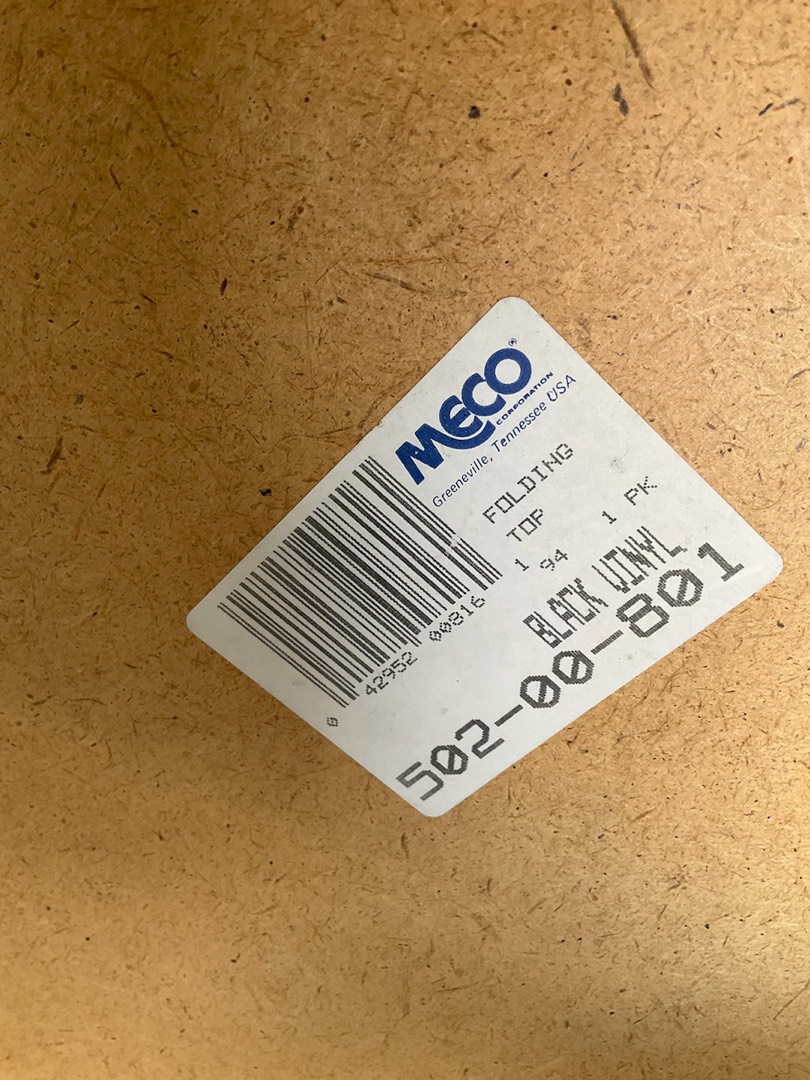 MECO®
CORPORATION
Greeneville, Tennessee USA
FOLDING
TOP
1 94 1 PK
BLACK VINYL
502-00-801
0 42952 00816